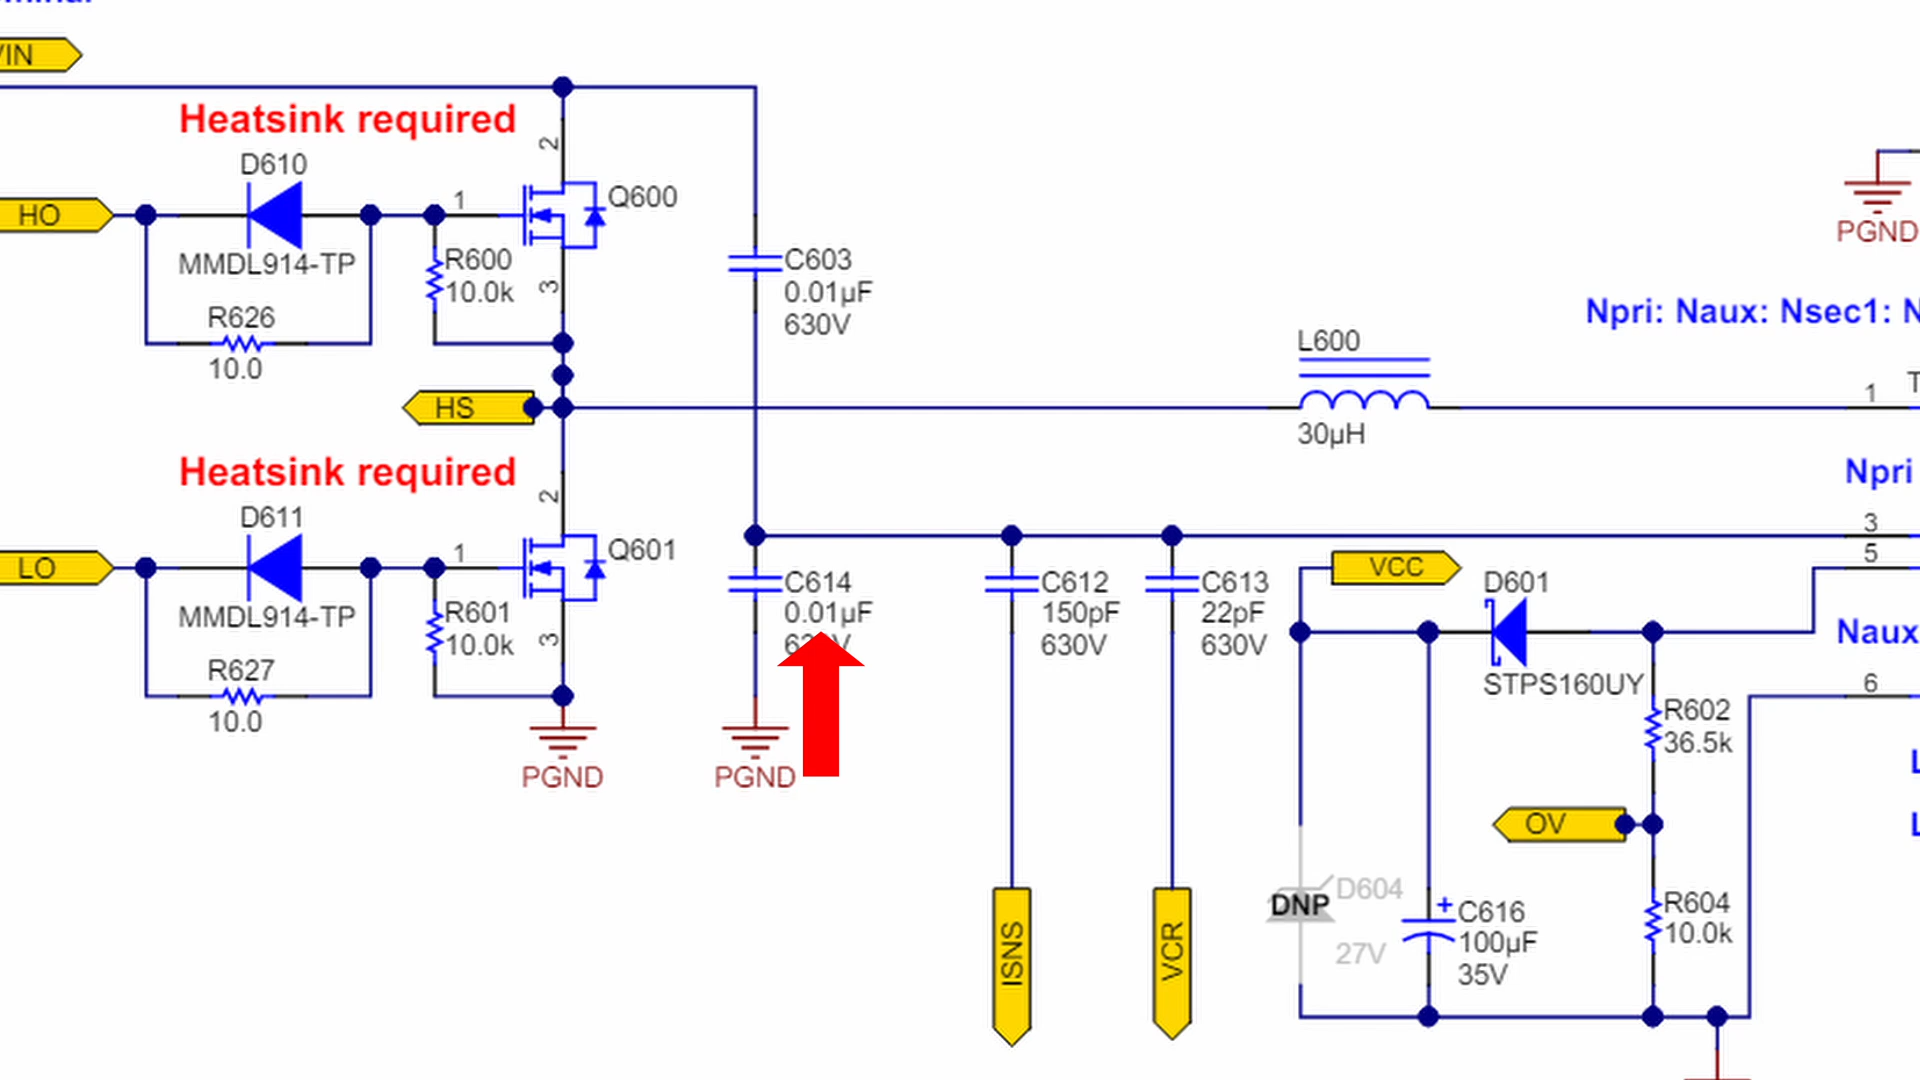 Heatsink required
D610
HO
MMDL914-TP
R626
10.0
1
2
Q600
R600
10.0k
3
C603
0.01µF
630V
HS
L600
30µH
Npri: Naux: Nsec1:
1
Npri
3
5
Heatsink required
D611
LO
MMDL914-TP
R627
10.0
1
2
Q601
R601
10.0k
3
PGND
C614
0.01µF
PGND
C612
150pF
630V
C613
22pF
630V
ISNS
VCR
VCC
D601
STPS160UY
Naux
6
R602
36.5k
OV
R604
10.0k
DNP
D604
27V
+
C616
100µF
35V
PGND